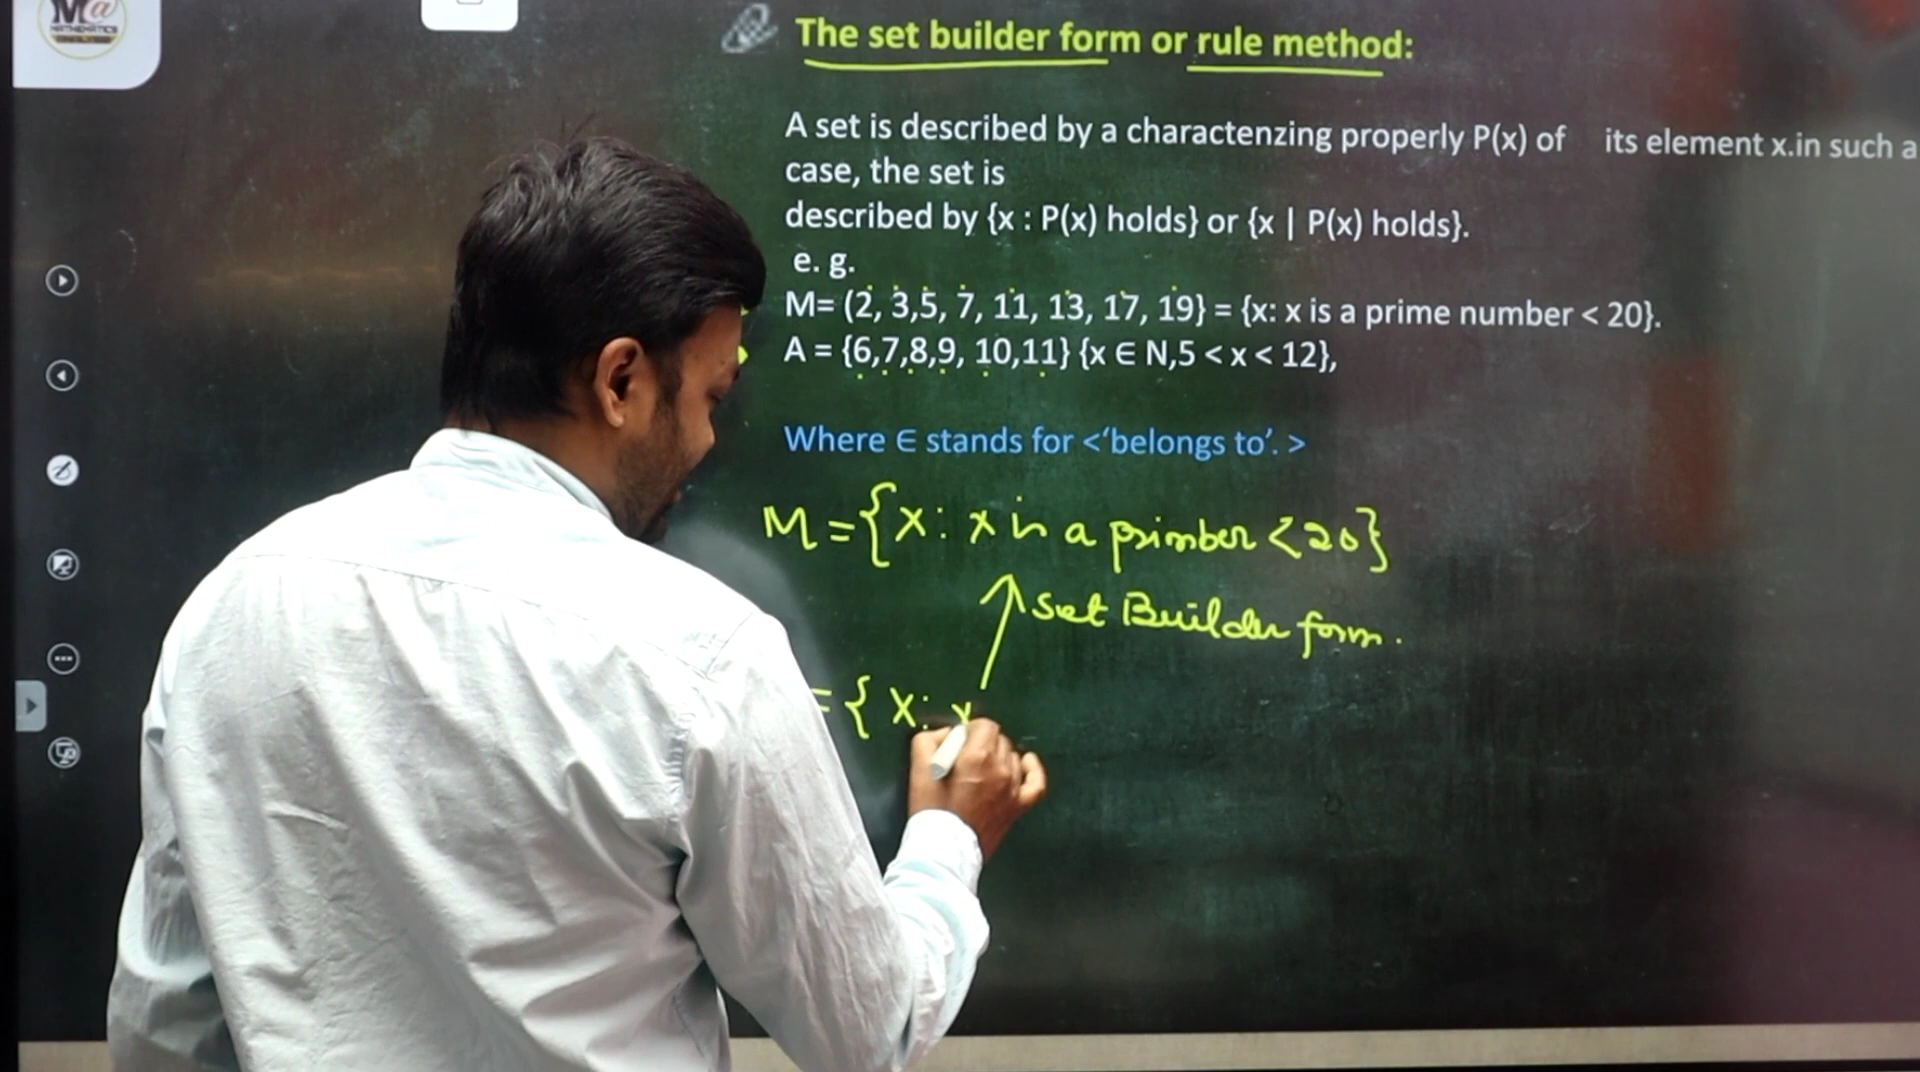 M@
MATHEMATICS
The set builder form or rule method:
A set is described by a charactenzing properly P(x) of its element x.in such a
case, the set is
described by {x : P(x) holds} or {x | P(x) holds}.
e. g.
M= (2, 3,5, 7, 11, 13, 17, 19} = {x: x is a prime number < 20}.
A = {6,7,8,9, 10,11} {x ∈ N,5 < x < 12},
Where ∈ stands for <‘belongs to’. >
M = {x : x is a primber < 20}
set Builder form.
= { x: x